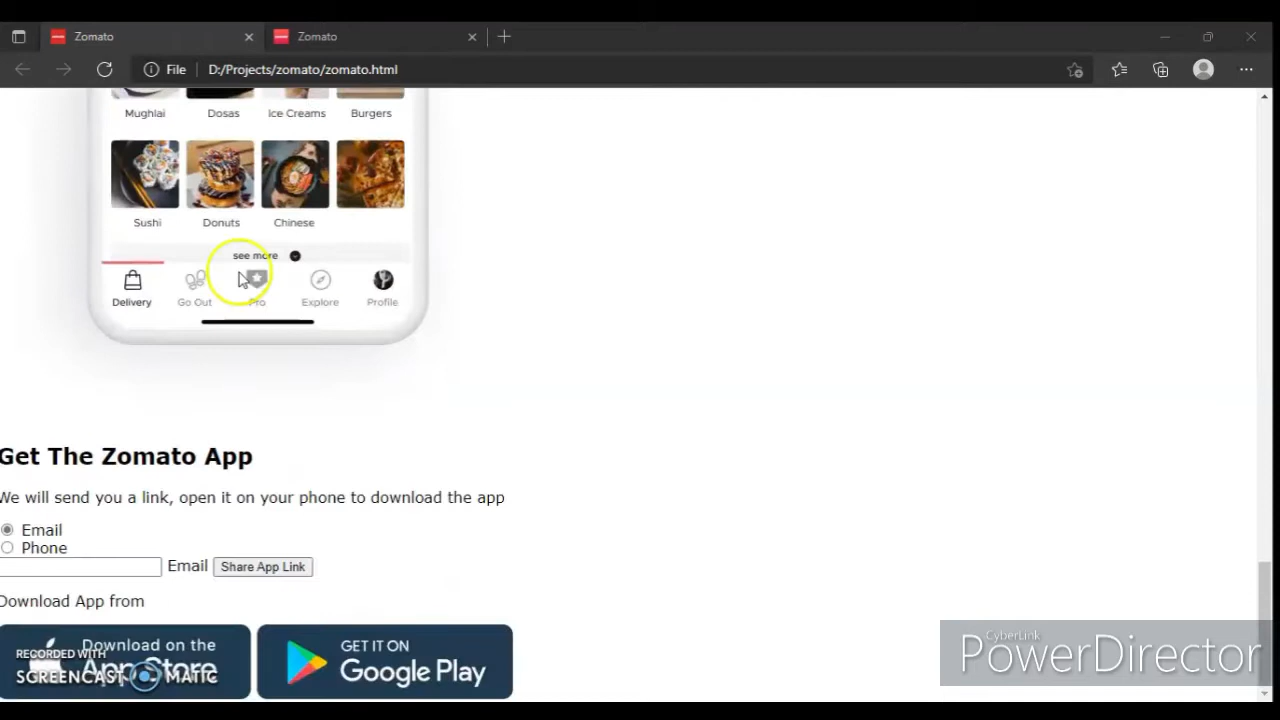 Zomato
Zomato
File D:/Projects/zomato/zomato.html
Mughlai Dosas Ice Creams Burgers
Sushi Donuts Chinese
see more
Delivery Go Out Pro Explore Profile
Get The Zomato App
We will send you a link, open it on your phone to download the app
Email
Phone
Email Share App Link
Download App from
Download on the
App Store
GET IT ON
Google Play
RECORDED WITH
SCREENCAST MATIC
CyberLink
PowerDirector